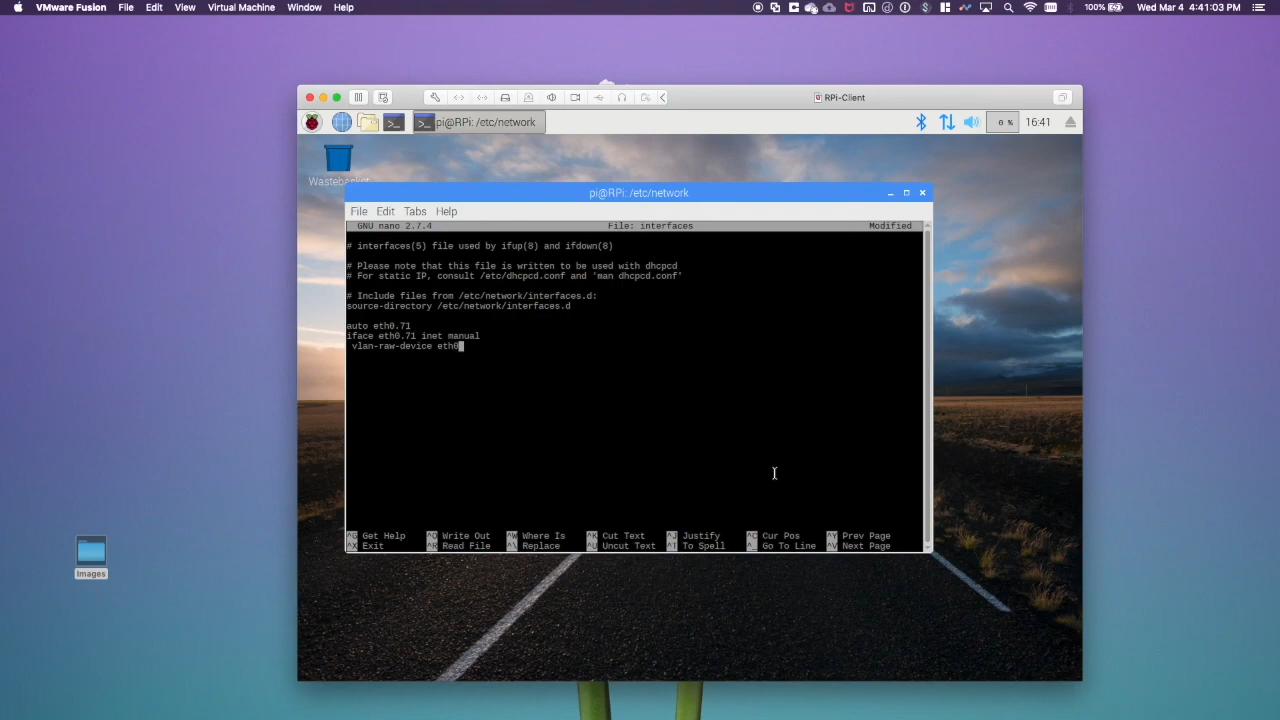 VMware Fusion File Edit View Virtual Machine Window Help 100% Wed Mar 4 4:41:03 PM
RPi-Client
pi@RPi: /etc/network 0 % 16:41
Wastebasket
pi@RPi: /etc/network
File Edit Tabs Help
GNU nano 2.7.4 File: interfaces Modified
# interfaces(5) file used by ifup(8) and ifdown(8)
# Please note that this file is written to be used with dhcpcd
# For static IP, consult /etc/dhcpcd.conf and 'man dhcpcd.conf'
# Include files from /etc/network/interfaces.d:
source-directory /etc/network/interfaces.d
auto eth0.71
iface eth0.71 inet manual
vlan-raw-device eth0
^G Get Help ^O Write Out ^W Where Is ^K Cut Text ^J Justify ^C Cur Pos ^Y Prev Page
^X Exit ^R Read File ^\ Replace ^U Uncut Text ^T To Spell ^_ Go To Line ^V Next Page
Images